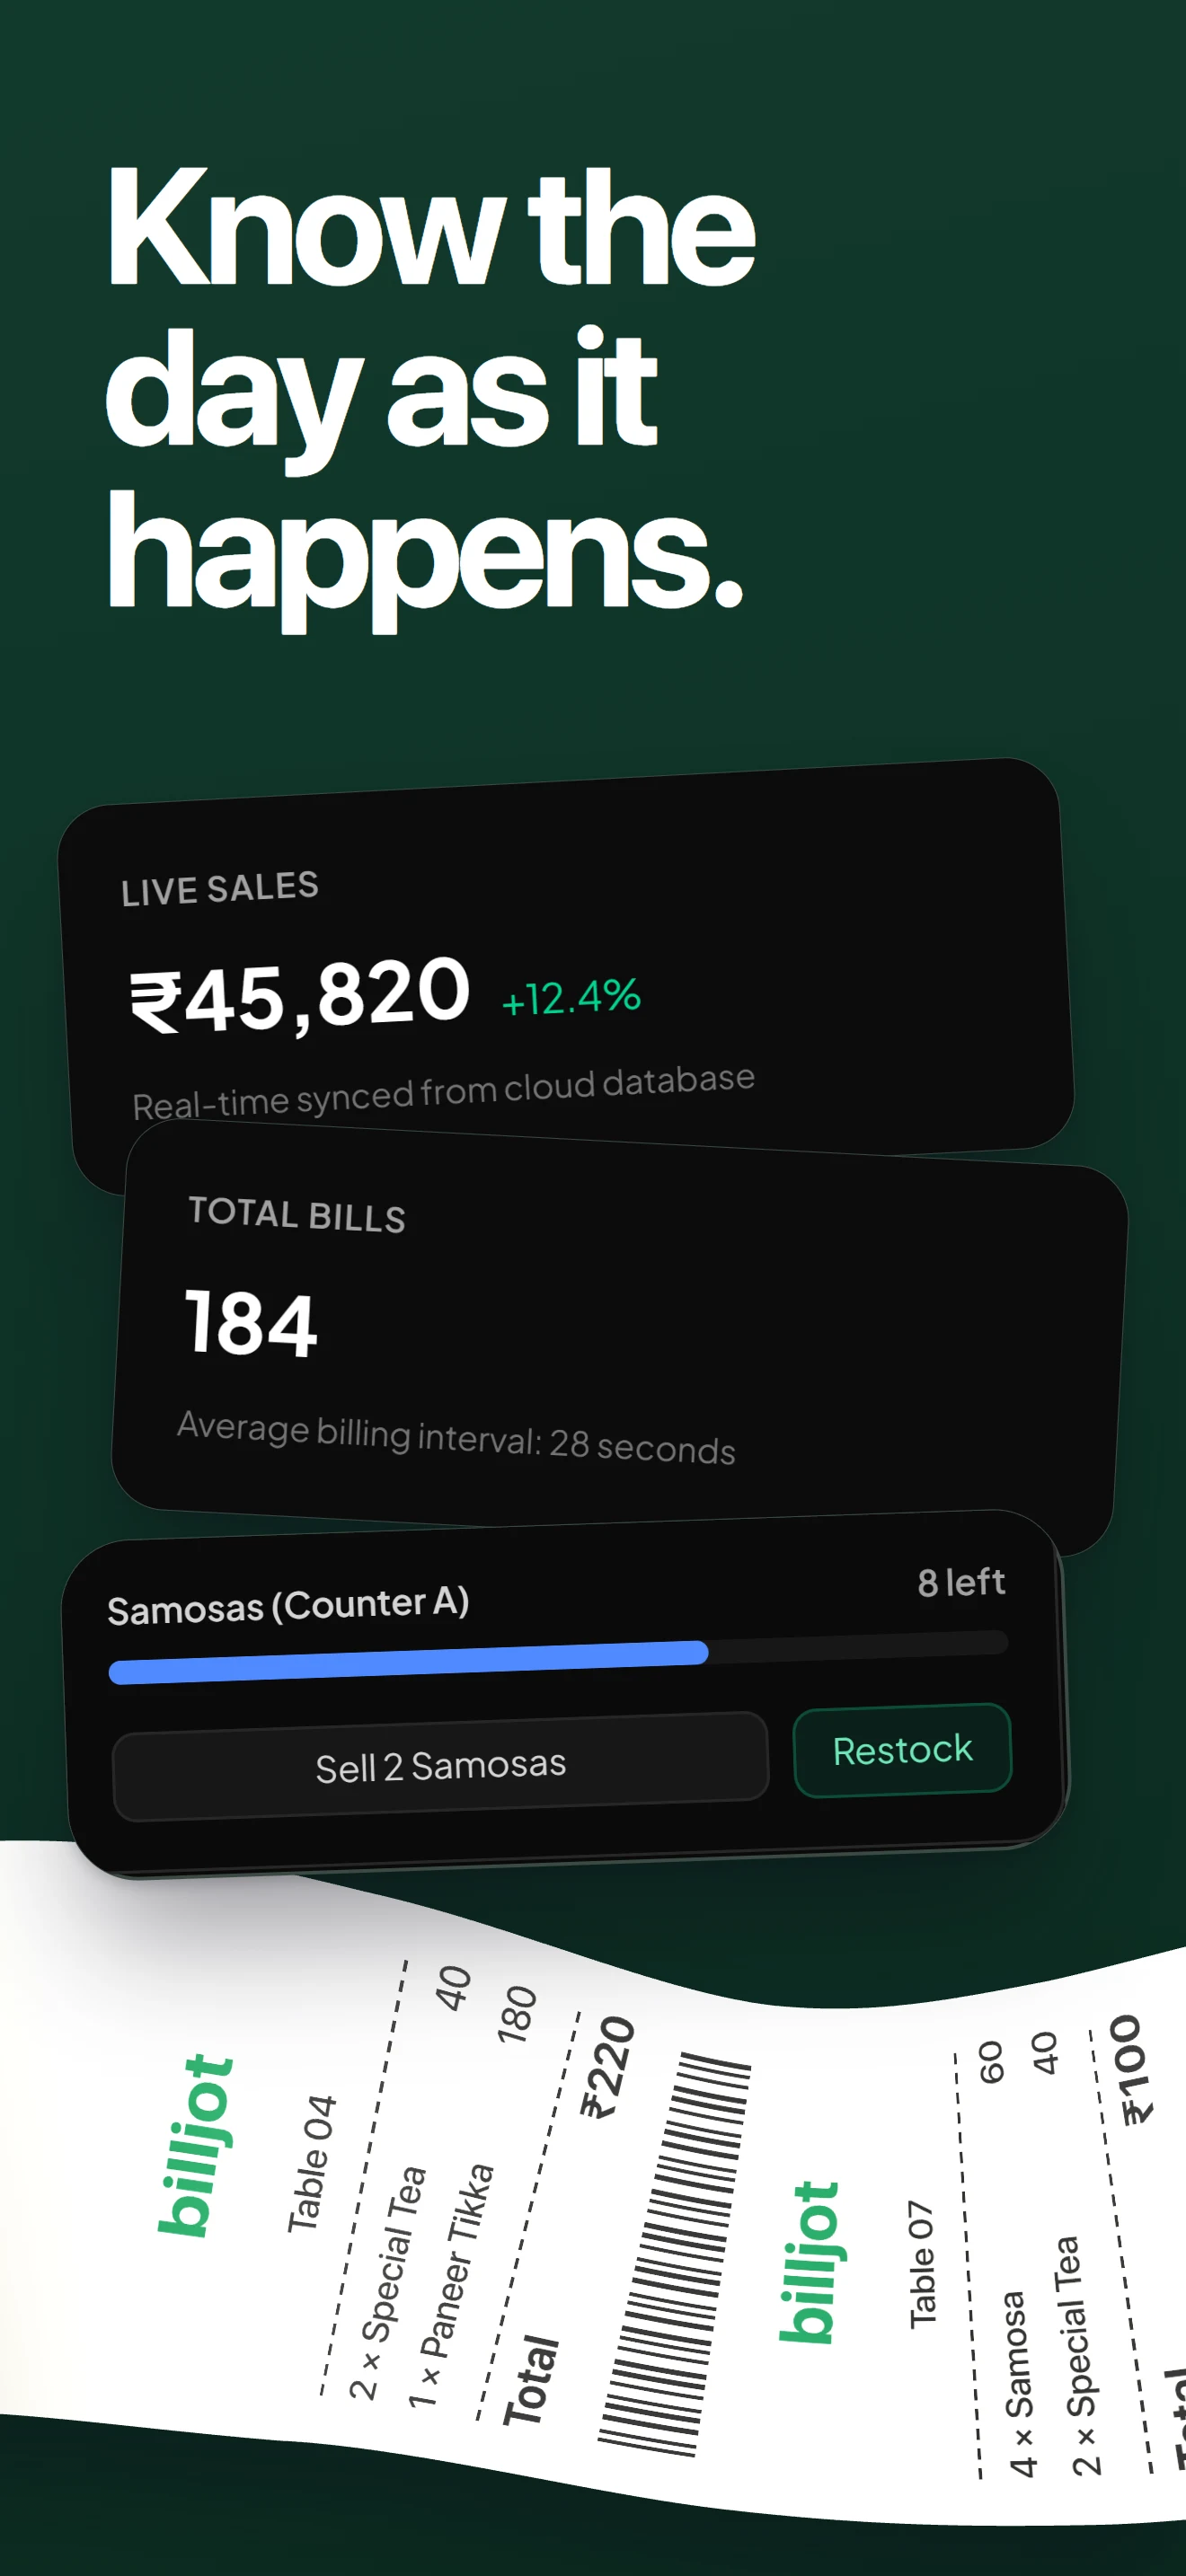 Know the
day as it
happens.
LIVE SALES
₹45,820 +12.4%
Real-time synced from cloud database
TOTAL BILLS
184
Average billing interval: 28 seconds
Samosas (Counter A) 8 left
Sell 2 Samosas Restock
billjot
Table 04
2 × Special Tea 40
1 × Paneer Tikka 180
Total ₹220
billjot
Table 07
4 × Samosa 60
2 × Special Tea 40
Total ₹100